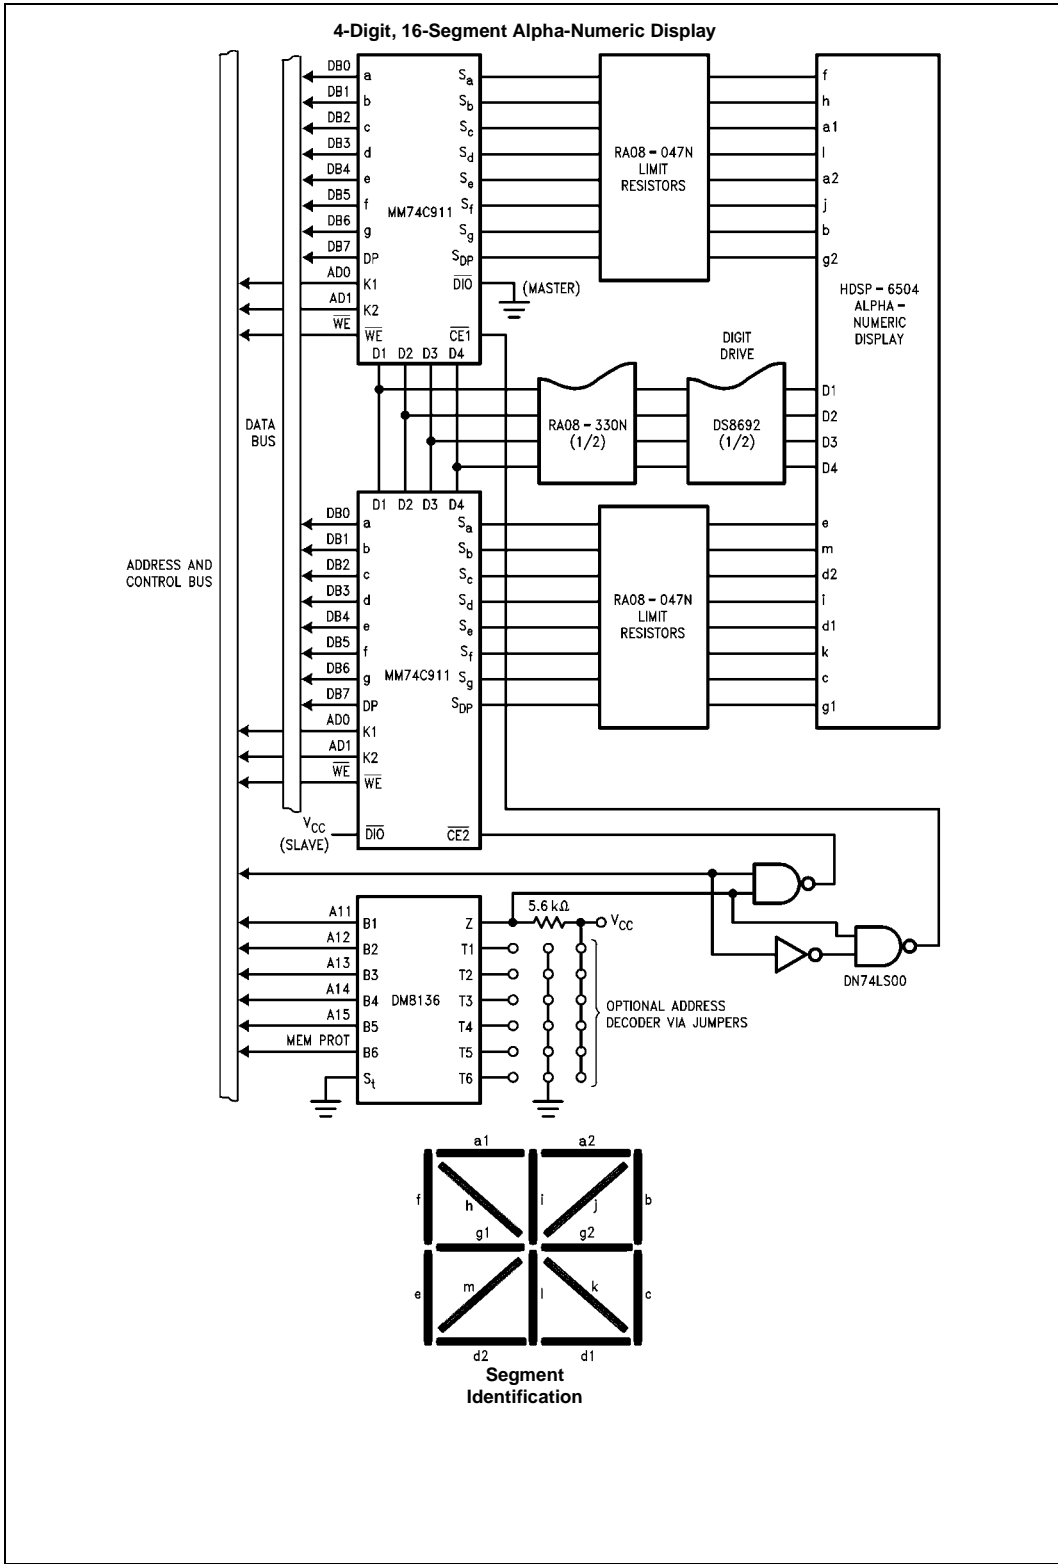 4-Digit, 16-Segment Alpha-Numeric Display
DB0 a Sa f
DB1 b Sb h
DB2 c Sc a1
DB3 d Sd l
DB4 e Se a2
DB5 f Sf j
DB6 g Sg b
DB7 DP SDP g2
MM74C911
RA08-047N
LIMIT
RESISTORS
AD0 K1 DIO (MASTER)
AD1 K2
WE WE CE1
D1 D2 D3 D4
HDSP-6504
ALPHA-
NUMERIC
DISPLAY
DIGIT
DRIVE
DATA
BUS
RA08-330N
(1/2)
DS8692
(1/2)
D1
D2
D3
D4
D1 D2 D3 D4
ADDRESS AND
CONTROL BUS
DB0 a Sa e
DB1 b Sb m
DB2 c Sc d2
DB3 d Sd i
DB4 e Se d1
DB5 f Sf k
DB6 g Sg c
DB7 DP SDP g1
MM74C911
RA08-047N
LIMIT
RESISTORS
AD0 K1
AD1 K2
WE WE
VCC
(SLAVE)
DIO CE2
A11 B1 Z 5.6 kΩ VCC
A12 B2 T1
A13 B3 T2
A14 B4 DM8136 T3
A15 B5 T4
MEM PROT B6 T5
St T6
OPTIONAL ADDRESS
DECODER VIA JUMPERS
DN74LS00
a1 a2
f h i j b
g1 g2
e m l k c
d2 d1
Segment
Identification